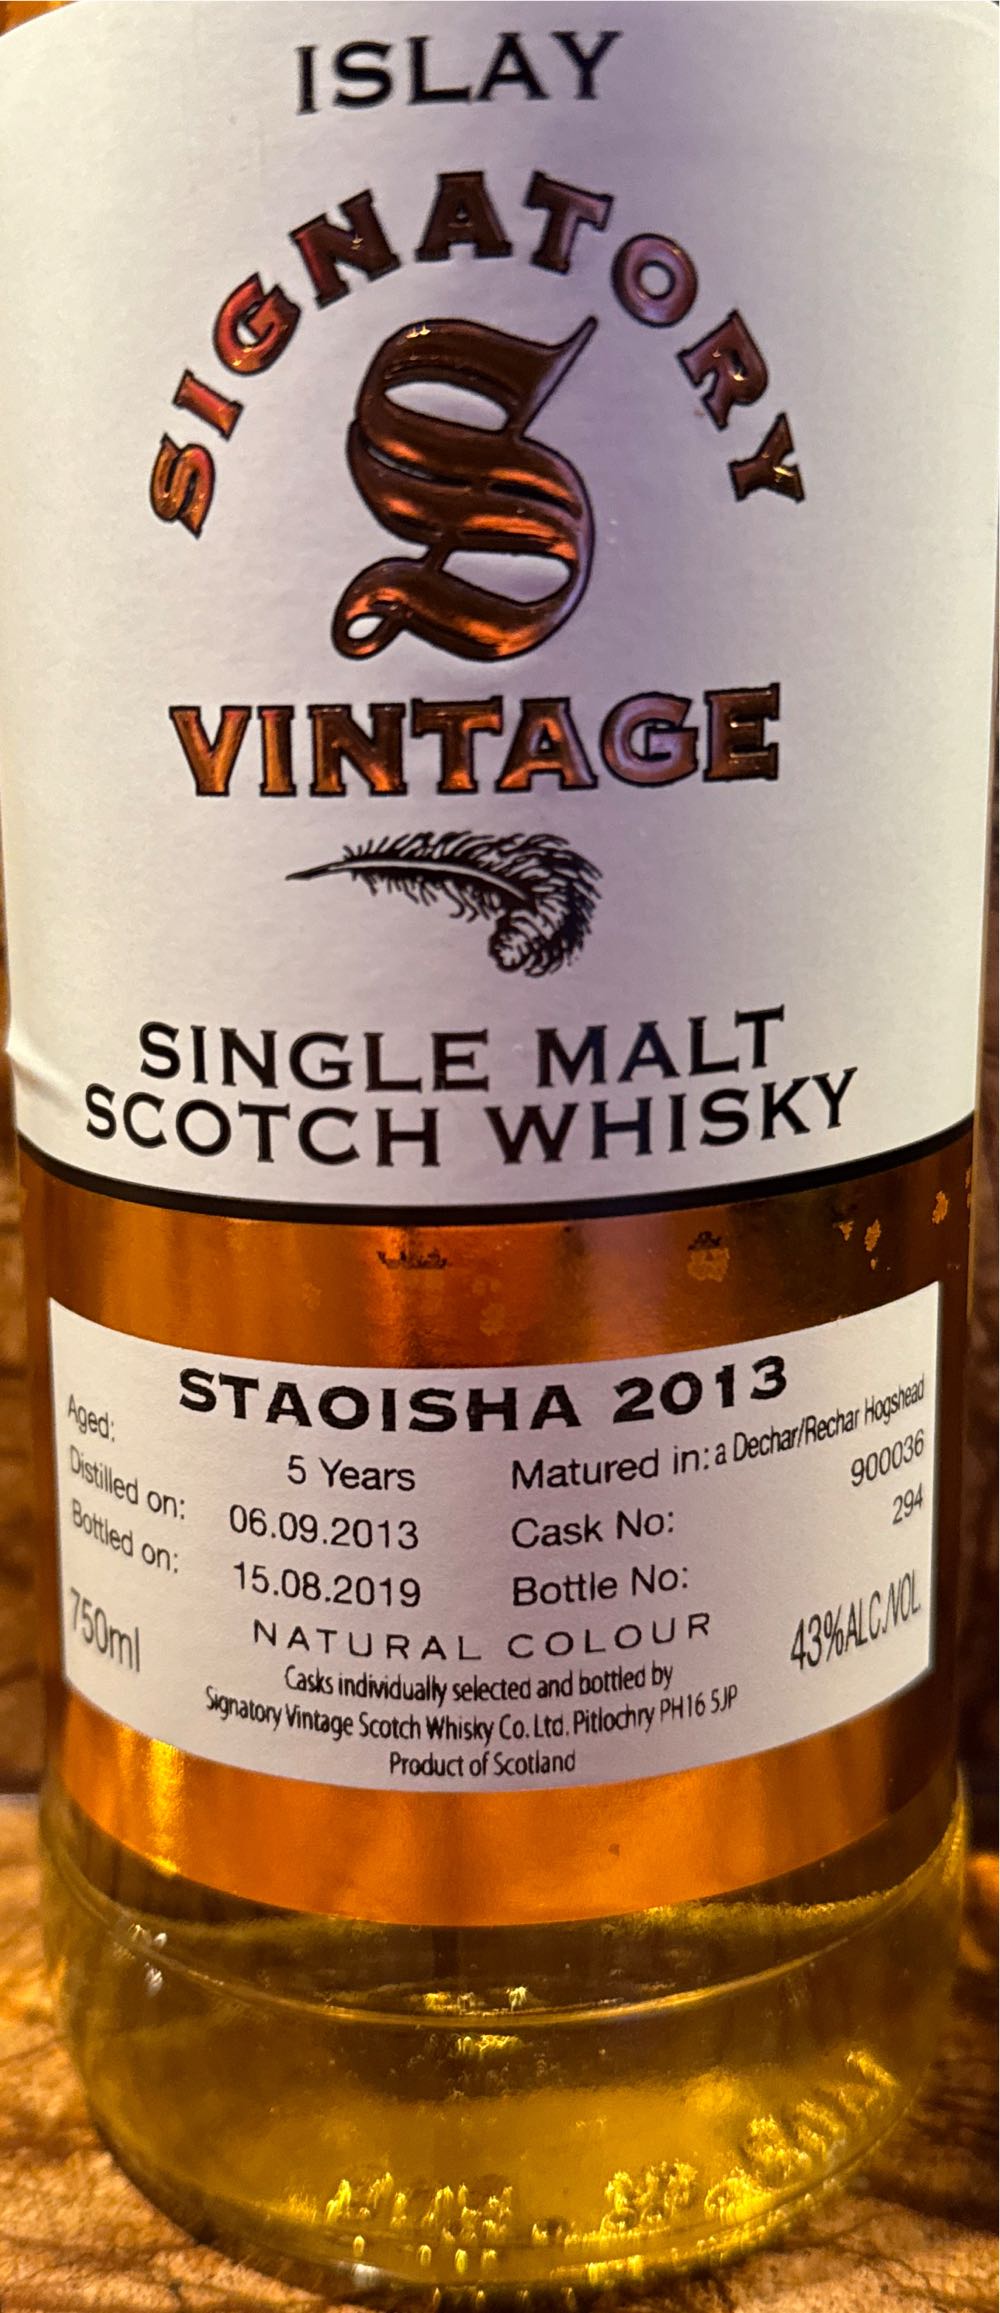 ISLAY
SIGNATORY
S
VINTAGE
SINGLE MALT
SCOTCH WHISKY
STAOISHA 2013
Aged: 5 Years Matured in: a Dechar/Rechar Hogshead
Distilled on: 06.09.2013 Cask No: 900036
Bottled on: 15.08.2019 Bottle No: 294
750ml NATURAL COLOUR 43%ALC./VOL.
Casks individually selected and bottled by
Signatory Vintage Scotch Whisky Co. Ltd. Pitlochry PH16 5JP
Product of Scotland